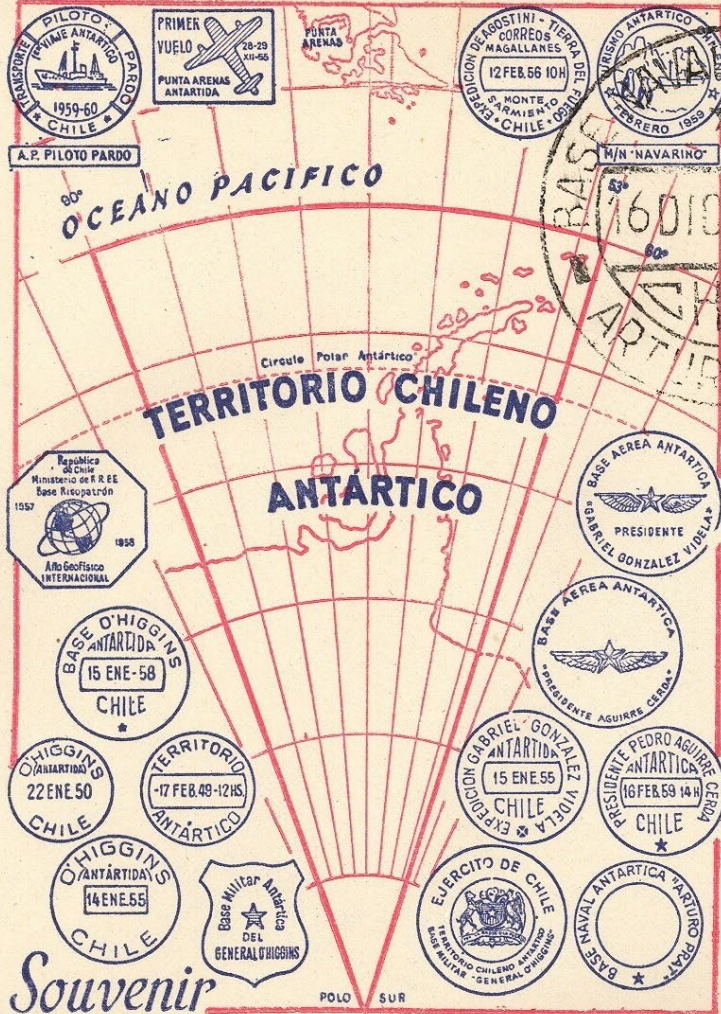 PILOTO PARDO
TRANSPORTE
1er VIAJE ANTARTICO
1959-60
★ CHILE ★
A.P. PILOTO PARDO
PRIMER
VUELO
28-29
XII-55
PUNTA ARENAS
ANTARTIDA
PUNTA
ARENAS
EXPEDICION DE AGOSTINI - TIERRA DEL FUEGO
CORREOS
MAGALLANES
12 FEB. 56 10H
MONTE
SARMIENTO
• CHILE •
TURISMO ANTARTICO
FEBRERO 1959
M/N "NAVARINO"
BASE NAVA
16 DIC
CH
ARTUR
90°
OCEANO PACIFICO
53°
60°
Circulo Polar Antártico
TERRITORIO CHILENO
ANTÁRTICO
República
de Chile
Ministerio de R R E E
Base Risopatrón
1957
1958
Año Geofísico
INTERNACIONAL
BASE AEREA ANTARTICA
PRESIDENTE
"GABRIEL GONZALEZ VIDELA"
BASE AEREA ANTARTICA
"PRESIDENTE AGUIRRE CERDA"
BASE O'HIGGINS
ANTARTIDA
15 ENE-58
CHILE
★
O'HIGGINS
(ANTARTIDA)
22 ENE 50
CHILE
TERRITORIO
-17 FEB. 49-12HS.
ANTÁRTICO
EXPEDICION GABRIEL GONZALEZ VIDELA
ANTARTIDA
15 ENE 55
CHILE
PRESIDENTE PEDRO AGUIRRE CERDA
ANTARTICA
16 FEB. 59 14 H
CHILE
★
O'HIGGINS
(ANTÁRTIDA)
14 ENE. 55
CHILE
Base Militar Antártica
DEL
GENERAL O'HIGGINS
EJERCITO DE CHILE
TERRITORIO CHILENO ANTARTICO
BASE MILITAR - GENERAL O'HIGGINS-
BASE NAVAL ANTARTICA "ARTURO PRAT"
★
Souvenir
POLO SUR